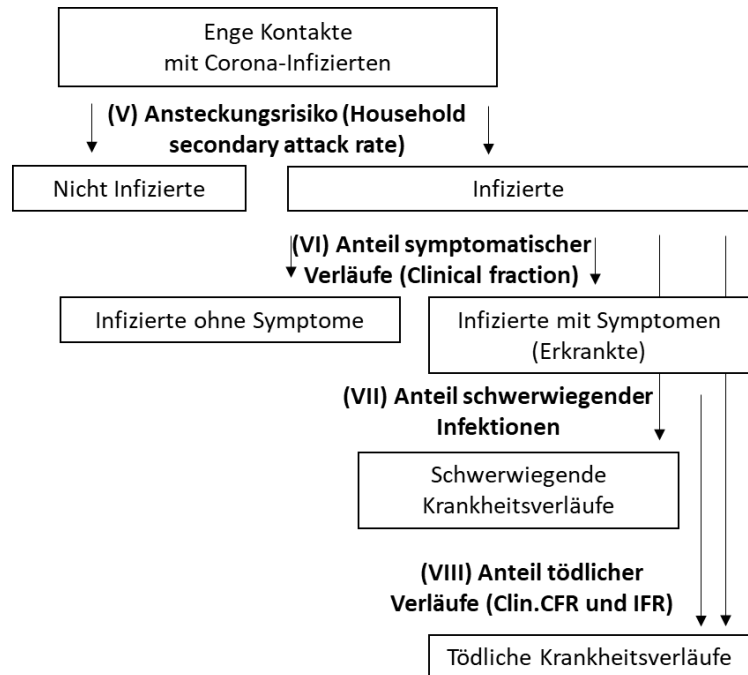 Enge Kontakte
mit Corona-Infizierten
(V) Ansteckungsrisiko (Household
secondary attack rate)
Nicht Infizierte
Infizierte
(VI) Anteil symptomatischer
Verläufe (Clinical fraction)
Infizierte ohne Symptome
Infizierte mit Symptomen
(Erkrankte)
(VII) Anteil schwerwiegender
Infektionen
Schwerwiegende
Krankheitsverläufe
(VIII) Anteil tödlicher
Verläufe (Clin.CFR und IFR)
Tödliche Krankheitsverläufe